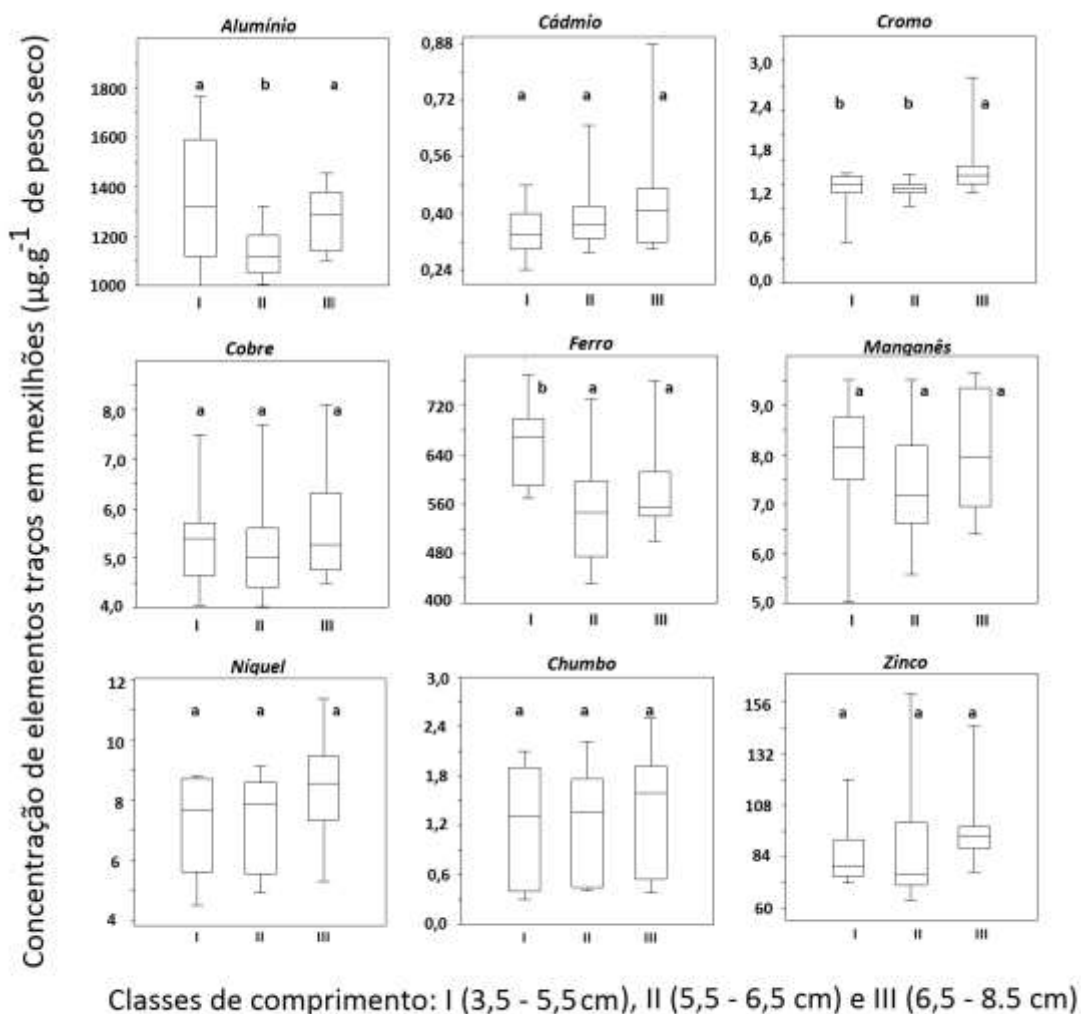 Concentração de elementos traços em mexilhões (µg.g⁻¹ de peso seco)
Alumínio
1800
1600
1400
1200
1000
a b a
I II III
Cádmio
0,88
0,72
0,56
0,40
0,24
a a a
I II III
Cromo
3,0
2,4
1,8
1,2
0,6
0,0
b b a
I II III
Cobre
8,0
7,0
6,0
5,0
4,0
a a a
I II III
Ferro
720
640
560
480
400
b a a
I II III
Manganês
9,0
8,0
7,0
6,0
5,0
a a a
I II III
Níquel
12
10
8
6
4
a a a
I II III
Chumbo
3,0
2,4
1,8
1,2
0,6
0,0
a a a
I II III
Zinco
156
132
108
84
60
a a a
I II III
Classes de comprimento: I (3,5 - 5,5 cm), II (5,5 - 6,5 cm) e III (6,5 - 8.5 cm)